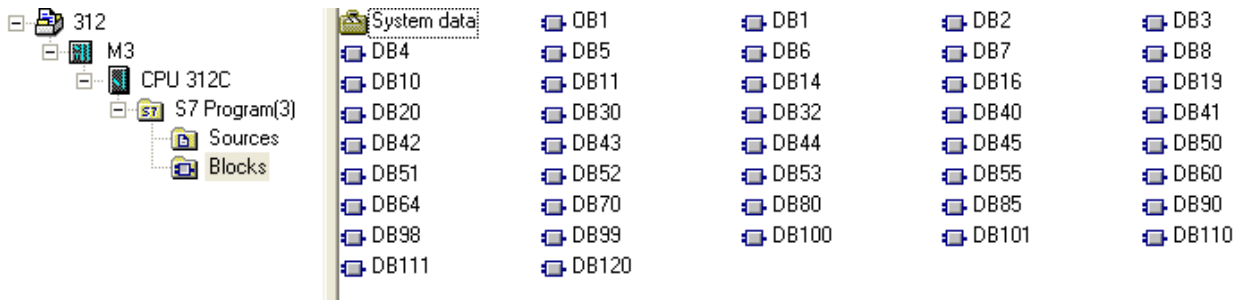 312
M3
CPU 312C
S7 Program(3)
Sources
Blocks
System data OB1 DB1 DB2 DB3
DB4 DB5 DB6 DB7 DB8
DB10 DB11 DB14 DB16 DB19
DB20 DB30 DB32 DB40 DB41
DB42 DB43 DB44 DB45 DB50
DB51 DB52 DB53 DB55 DB60
DB64 DB70 DB80 DB85 DB90
DB98 DB99 DB100 DB101 DB110
DB111 DB120